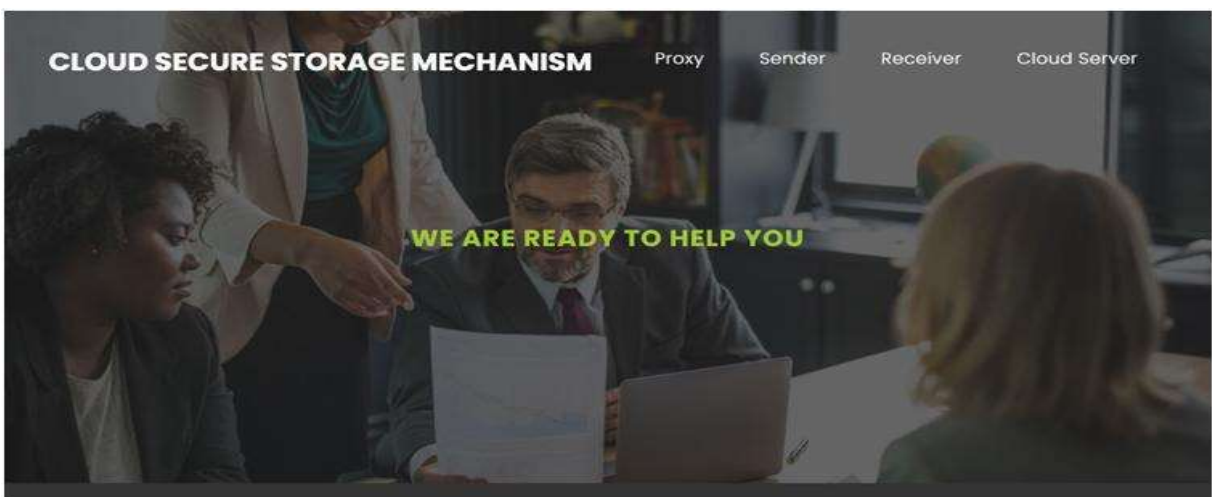 CLOUD SECURE STORAGE MECHANISM Proxy Sender Receiver Cloud Server
WE ARE READY TO HELP YOU